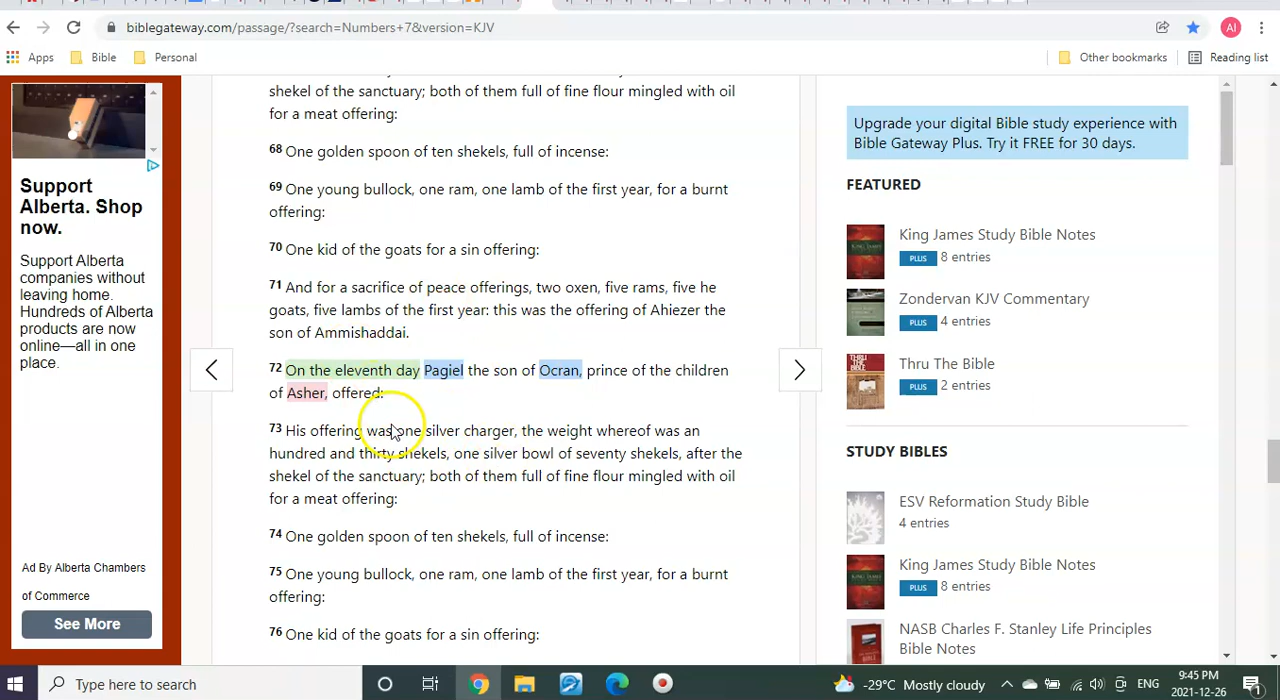 biblegateway.com/passage/?search=Numbers+7&version=KJV
AI
Apps
Bible
Personal
Other bookmarks
Reading list
Support
Alberta. Shop
now.
Support Alberta
companies without
leaving home.
Hundreds of Alberta
products are now
online—all in one
place.
Ad By Alberta Chambers
of Commerce
See More
shekel of the sanctuary; both of them full of fine flour mingled with oil
for a meat offering:
68 One golden spoon of ten shekels, full of incense:
69 One young bullock, one ram, one lamb of the first year, for a burnt
offering:
70 One kid of the goats for a sin offering:
71 And for a sacrifice of peace offerings, two oxen, five rams, five he
goats, five lambs of the first year: this was the offering of Ahiezer the
son of Ammishaddai.
72 On the eleventh day Pagiel the son of Ocran, prince of the children
of Asher, offered:
73 His offering was one silver charger, the weight whereof was an
hundred and thirty shekels, one silver bowl of seventy shekels, after the
shekel of the sanctuary; both of them full of fine flour mingled with oil
for a meat offering:
74 One golden spoon of ten shekels, full of incense:
75 One young bullock, one ram, one lamb of the first year, for a burnt
offering:
76 One kid of the goats for a sin offering:
Upgrade your digital Bible study experience with
Bible Gateway Plus. Try it FREE for 30 days.
FEATURED
King James Study Bible Notes
PLUS 8 entries
Zondervan KJV Commentary
PLUS 4 entries
Thru The Bible
PLUS 2 entries
STUDY BIBLES
ESV Reformation Study Bible
4 entries
King James Study Bible Notes
PLUS 8 entries
NASB Charles F. Stanley Life Principles
Bible Notes
Type here to search
-29°C Mostly cloudy
ENG
9:45 PM
2021-12-26
1